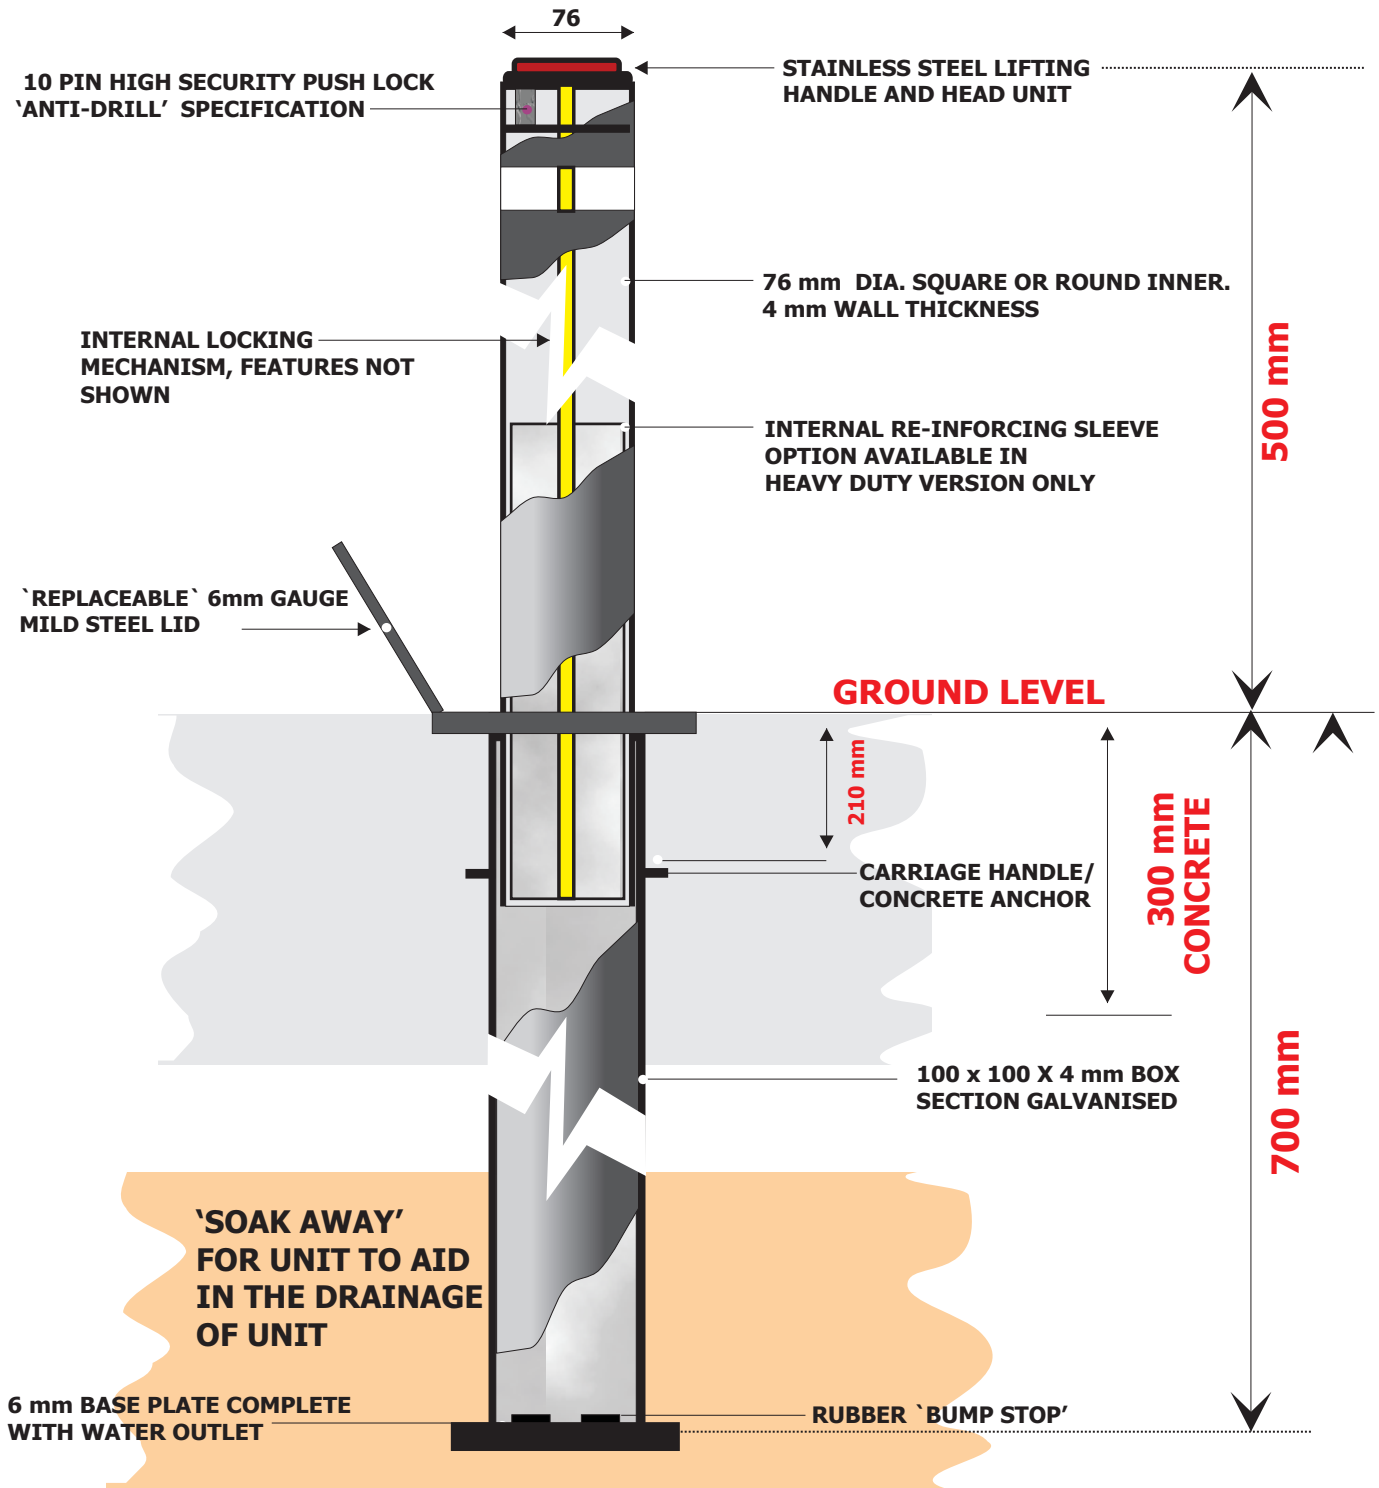 76
10 PIN HIGH SECURITY PUSH LOCK
‘ANTI-DRILL’ SPECIFICATION
STAINLESS STEEL LIFTING
HANDLE AND HEAD UNIT
76 mm DIA. SQUARE OR ROUND INNER.
4 mm WALL THICKNESS
INTERNAL LOCKING
MECHANISM, FEATURES NOT
SHOWN
500 mm
INTERNAL RE-INFORCING SLEEVE
OPTION AVAILABLE IN
HEAVY DUTY VERSION ONLY
`REPLACEABLE` 6mm GAUGE
MILD STEEL LID
GROUND LEVEL
210 mm
300 mm
CONCRETE
CARRIAGE HANDLE/
CONCRETE ANCHOR
100 x 100 X 4 mm BOX
SECTION GALVANISED
700 mm
‘SOAK AWAY’
FOR UNIT TO AID
IN THE DRAINAGE
OF UNIT
6 mm BASE PLATE COMPLETE
WITH WATER OUTLET
RUBBER `BUMP STOP’